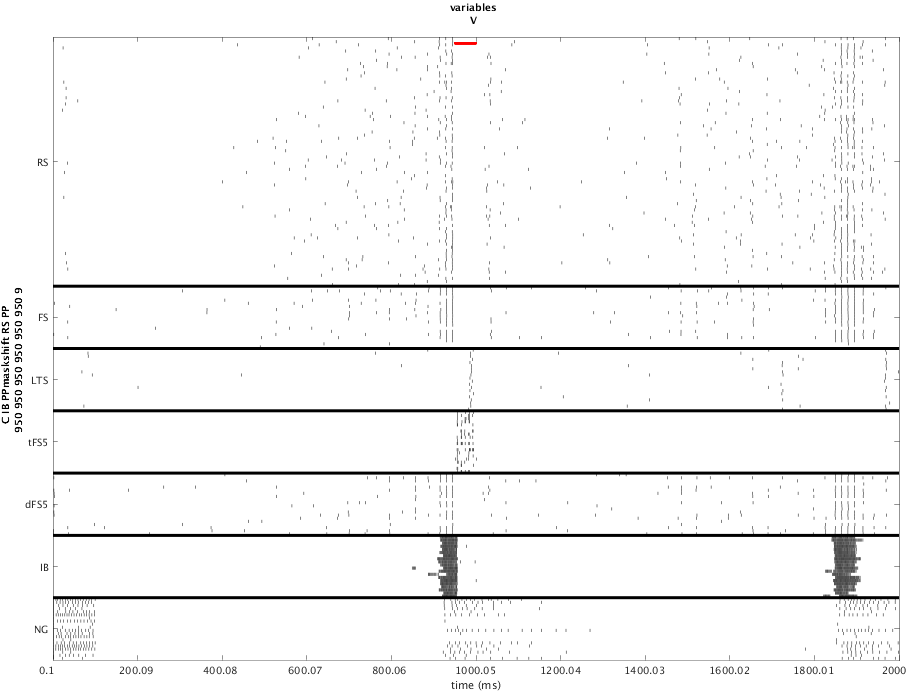 variables
V
RS
FS
LTS
tFS5
dFS5
IB
NG
C IB PPmaskshift RS PP
950 950 950 950 950 950 950 9
0.1 200.09 400.08 600.07 800.06 1000.05 1200.04 1400.03 1600.02 1800.01 2000
time (ms)